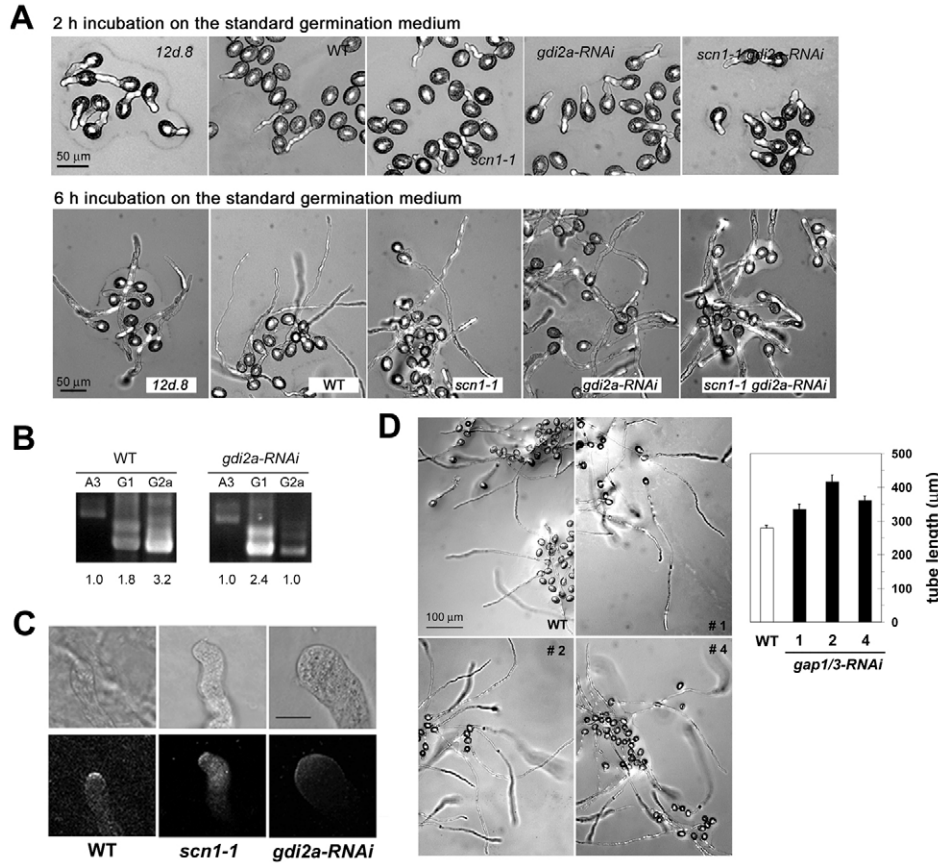 A
2 h incubation on the standard germination medium
12d.8
WT
scn1-1
gdi2a-RNAi
scn1-1 gdi2a-RNAi
50 μm
6 h incubation on the standard germination medium
50 μm
12d.8
WT
scn1-1
gdi2a-RNAi
scn1-1 gdi2a-RNAi
B
WT
gdi2a-RNAi
A3 G1 G2a
A3 G1 G2a
1.0 1.8 3.2
1.0 2.4 1.0
C
WT
scn1-1
gdi2a-RNAi
D
100 μm
WT
# 1
# 2
# 4
500
400
300
200
100
0
tube length (μm)
WT 1 2 4
gap1/3-RNAi